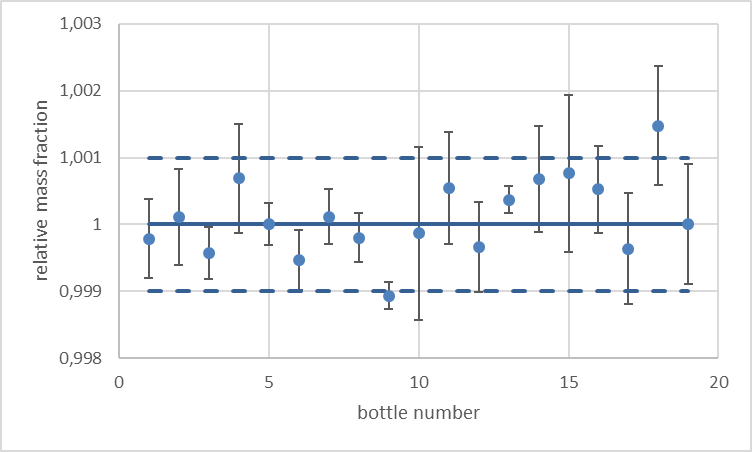 1,003
1,002
1,001
1
0,999
0,998
relative mass fraction
0 5 10 15 20
bottle number